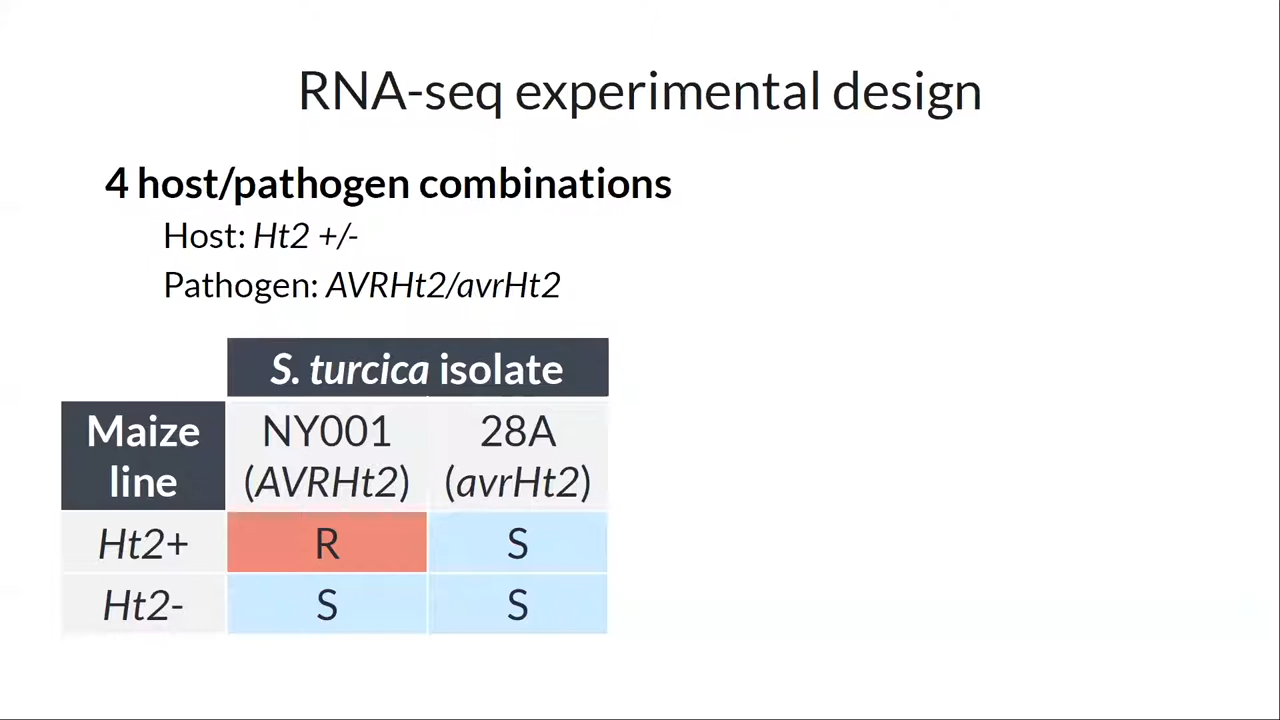 RNA-seq experimental design
4 host/pathogen combinations
Host: Ht2 +/-
Pathogen: AVRHt2/avrHt2
S. turcica isolate
Maize line
NY001 (AVRHt2)
28A (avrHt2)
Ht2+
R
S
Ht2-
S
S